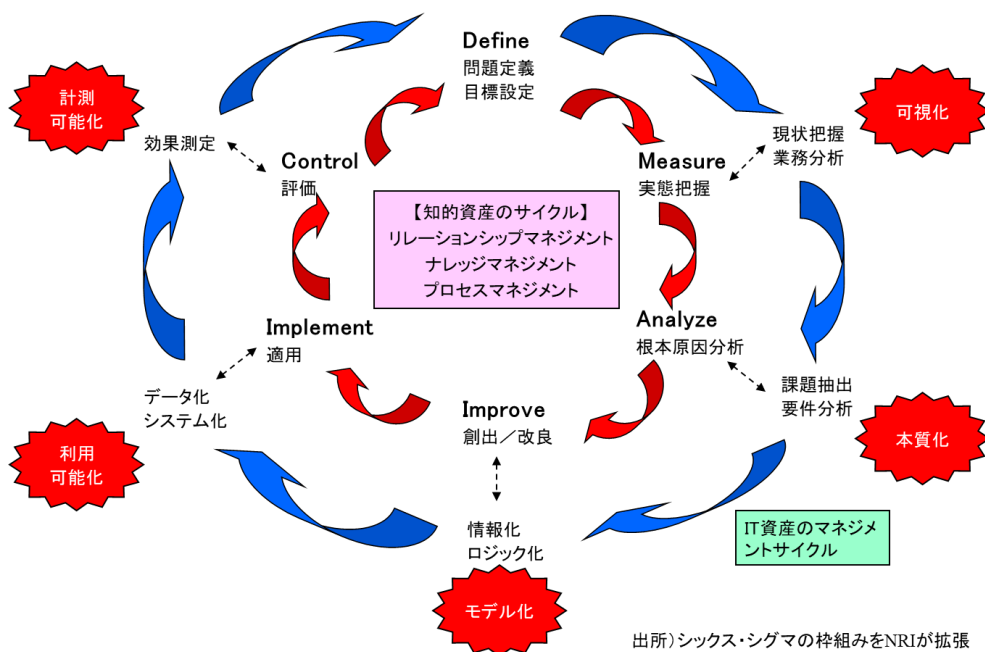 Define
問題定義
目標設定
計測
可能化
効果測定
Control
評価
Measure
実態把握
現状把握
業務分析
可視化
【知的資産のサイクル】
リレーションシップマネジメント
ナレッジマネジメント
プロセスマネジメント
Implement
適用
Analyze
根本原因分析
データ化
システム化
Improve
創出／改良
課題抽出
要件分析
利用
可能化
本質化
情報化
ロジック化
モデル化
IT資産のマネジメ
ントサイクル
出所）シックス・シグマの枠組みをNRIが拡張